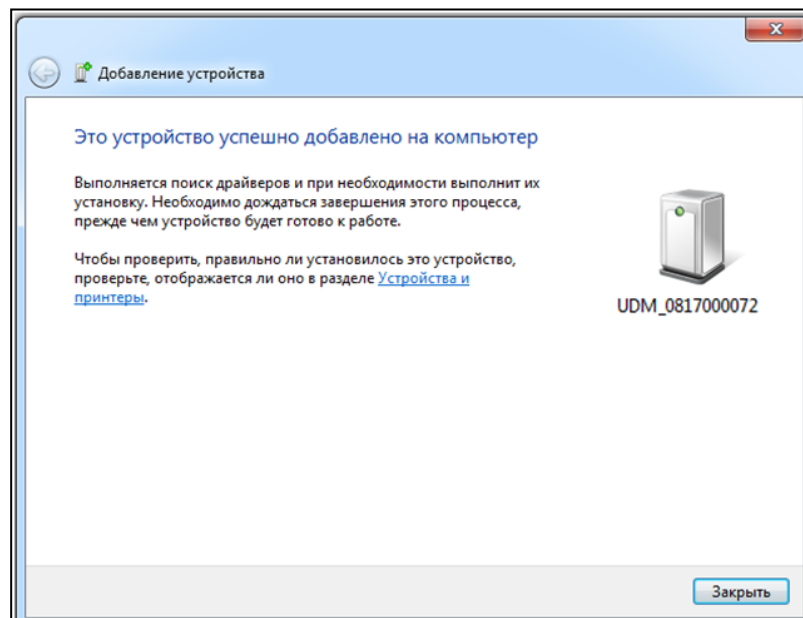 Добавление устройства
Это устройство успешно добавлено на компьютер
Выполняется поиск драйверов и при необходимости выполнит их
установку. Необходимо дождаться завершения этого процесса,
прежде чем устройство будет готово к работе.
Чтобы проверить, правильно ли установилось это устройство,
проверьте, отображается ли оно в разделе Устройства и
принтеры.
UDM_0817000072
Закрыть